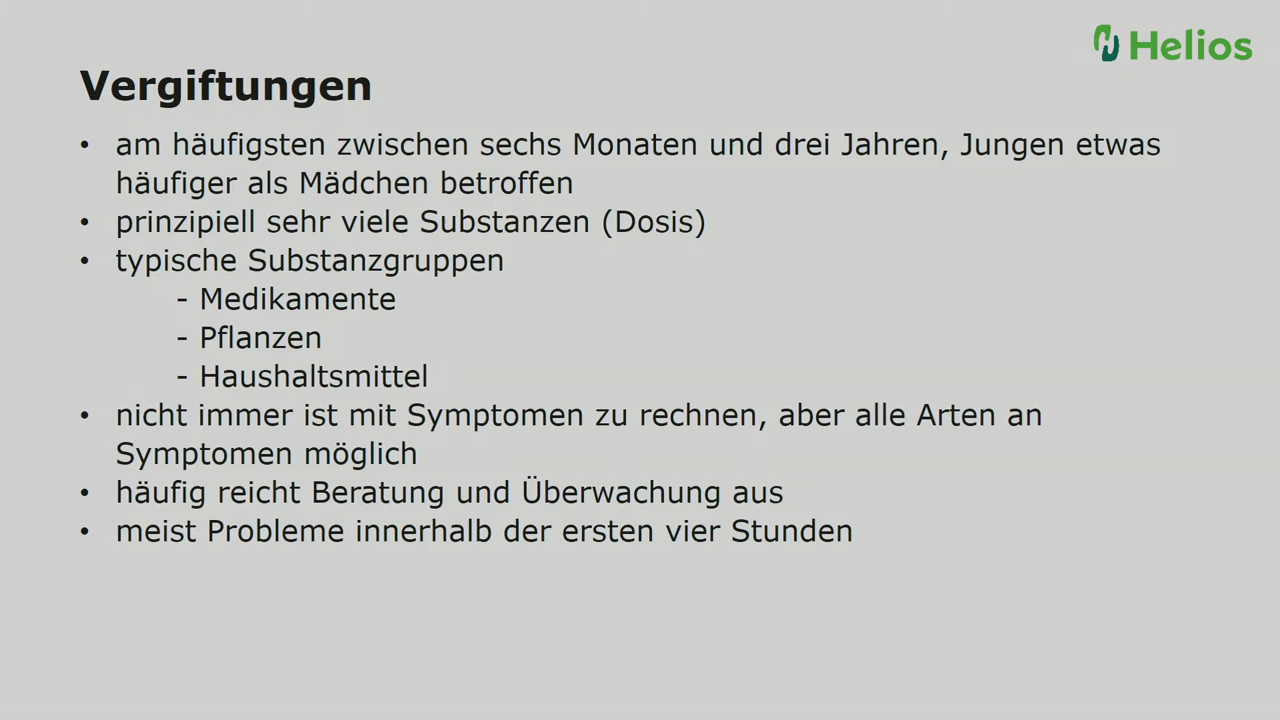 Helios
Vergiftungen
• am häufigsten zwischen sechs Monaten und drei Jahren, Jungen etwas
häufiger als Mädchen betroffen
• prinzipiell sehr viele Substanzen (Dosis)
• typische Substanzgruppen
- Medikamente
- Pflanzen
- Haushaltsmittel
• nicht immer ist mit Symptomen zu rechnen, aber alle Arten an
Symptomen möglich
• häufig reicht Beratung und Überwachung aus
• meist Probleme innerhalb der ersten vier Stunden